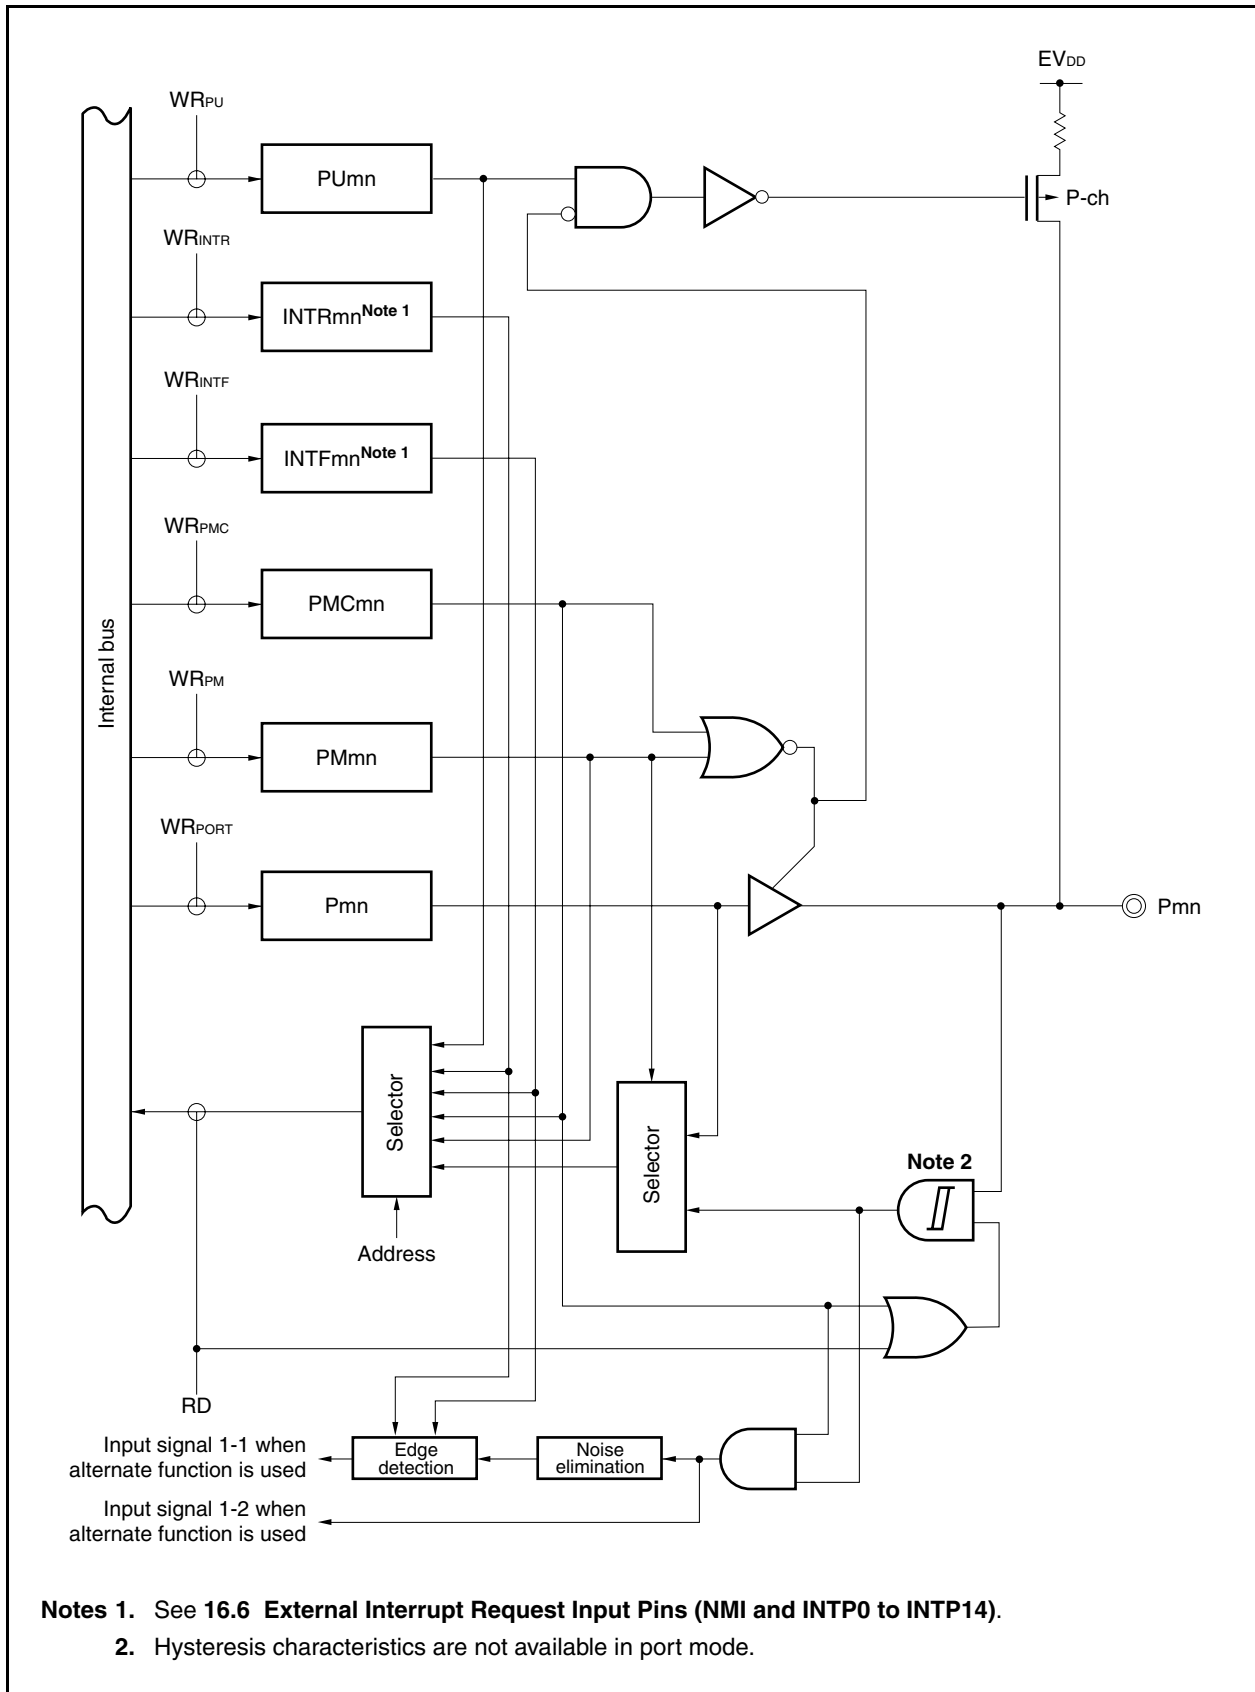 EVDD
WRPU
PUmn
P-ch
WRINTR
INTRmnNote 1
WRINTF
INTFmnNote 1
WRPMC
PMCmn
Internal bus
WRPM
PMmn
WRPORT
Pmn
Pmn
Selector
Selector
Note 2
Address
RD
Input signal 1-1 when
alternate function is used
Edge
detection
Noise
elimination
Input signal 1-2 when
alternate function is used
Notes 1. See 16.6 External Interrupt Request Input Pins (NMI and INTP0 to INTP14).
2. Hysteresis characteristics are not available in port mode.